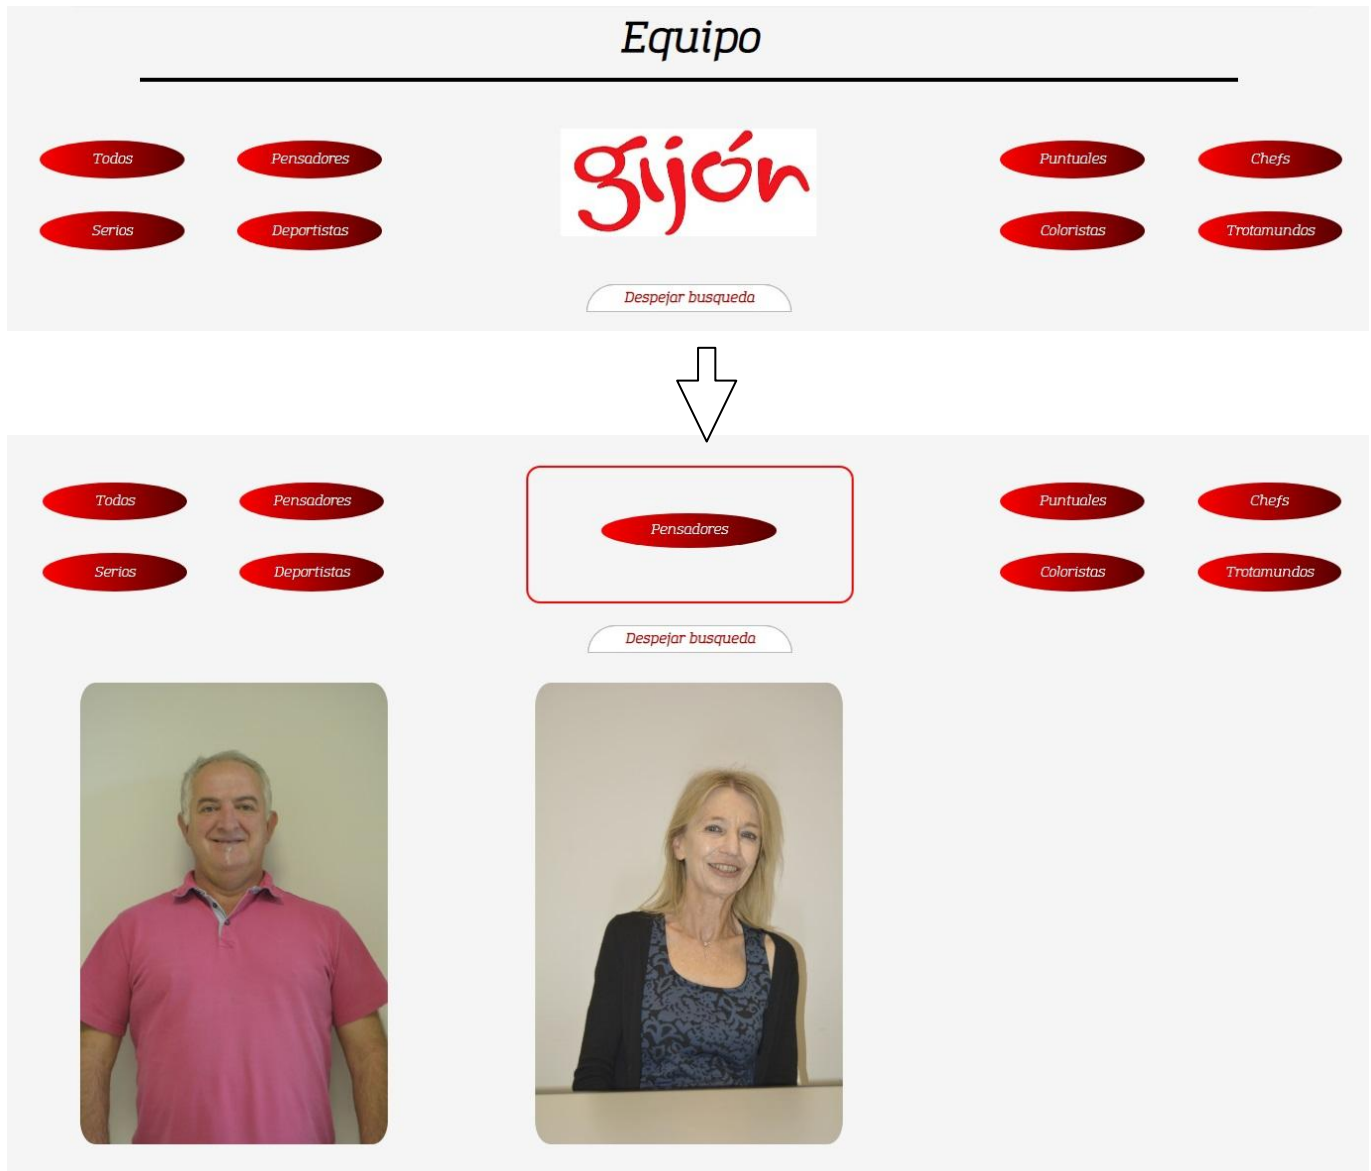 Equipo
Todos
Pensadores
gijón
Puntuales
Chefs
Serios
Deportistas
Coloristas
Trotamundos
Despejar busqueda
Todos
Pensadores
Pensadores
Puntuales
Chefs
Serios
Deportistas
Coloristas
Trotamundos
Despejar busqueda